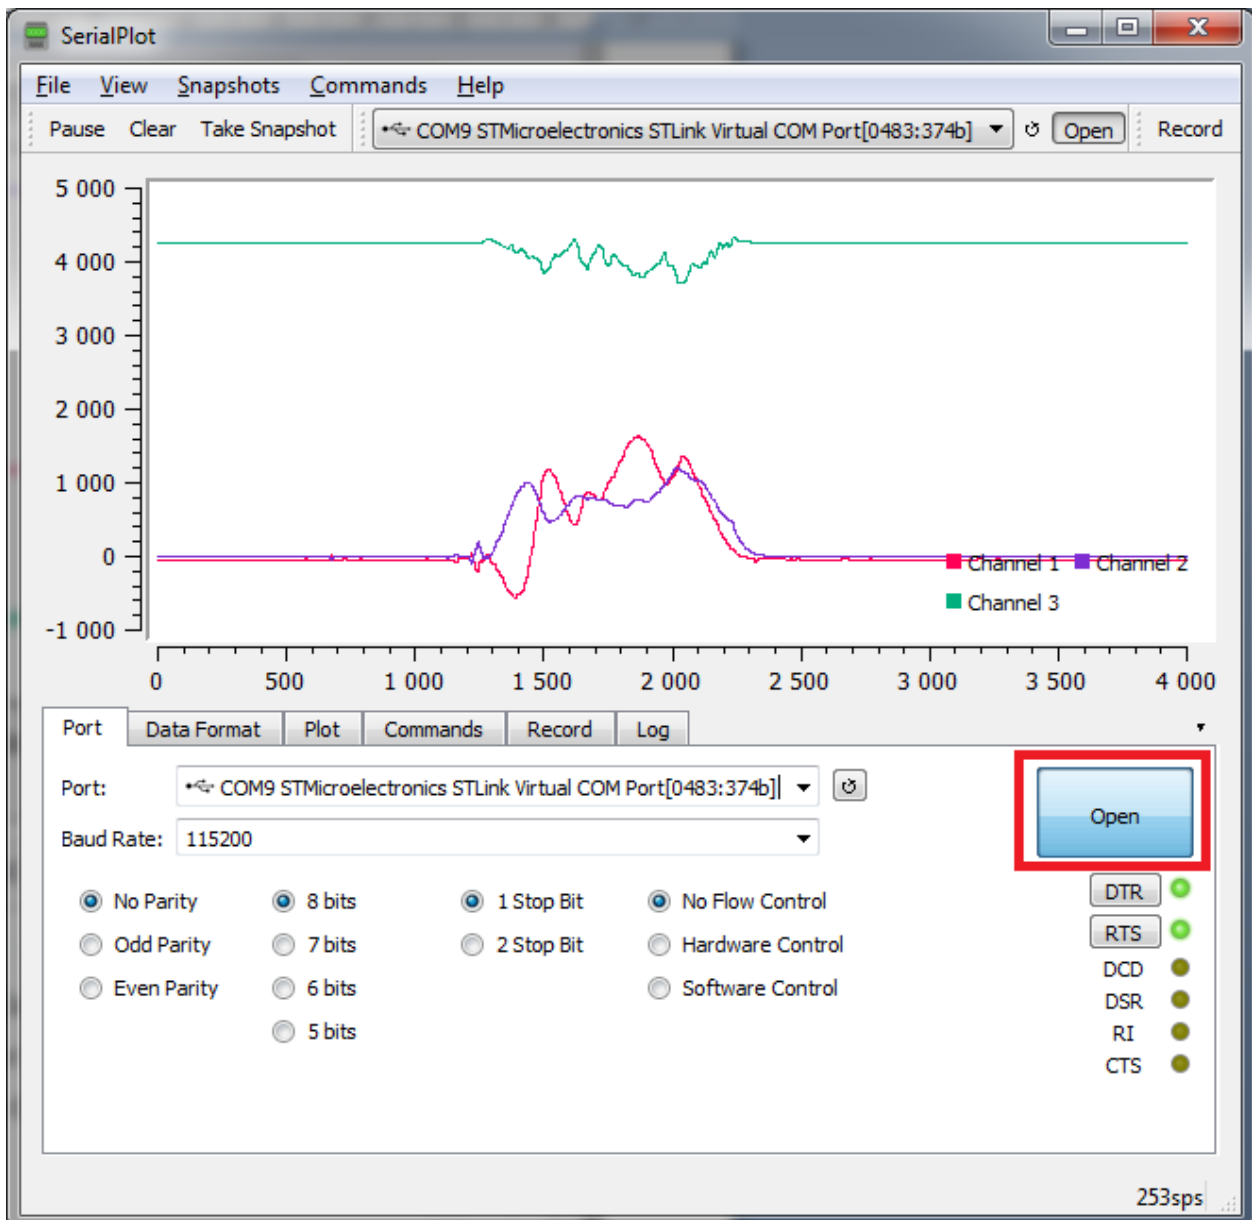 SerialPlot
File View Snapshots Commands Help
Pause Clear Take Snapshot COM9 STMicroelectronics STLink Virtual COM Port[0483:374b] Open Record
5 000
4 000
3 000
2 000
1 000
0
-1 000
Channel 1 Channel 2
Channel 3
0 500 1 000 1 500 2 000 2 500 3 000 3 500 4 000
Port Data Format Plot Commands Record Log
Port: COM9 STMicroelectronics STLink Virtual COM Port[0483:374b]
Open
Baud Rate: 115200
No Parity 8 bits 1 Stop Bit No Flow Control DTR
Odd Parity 7 bits 2 Stop Bit Hardware Control RTS
DCD
Even Parity 6 bits Software Control
DSR
5 bits RI
CTS
253sps